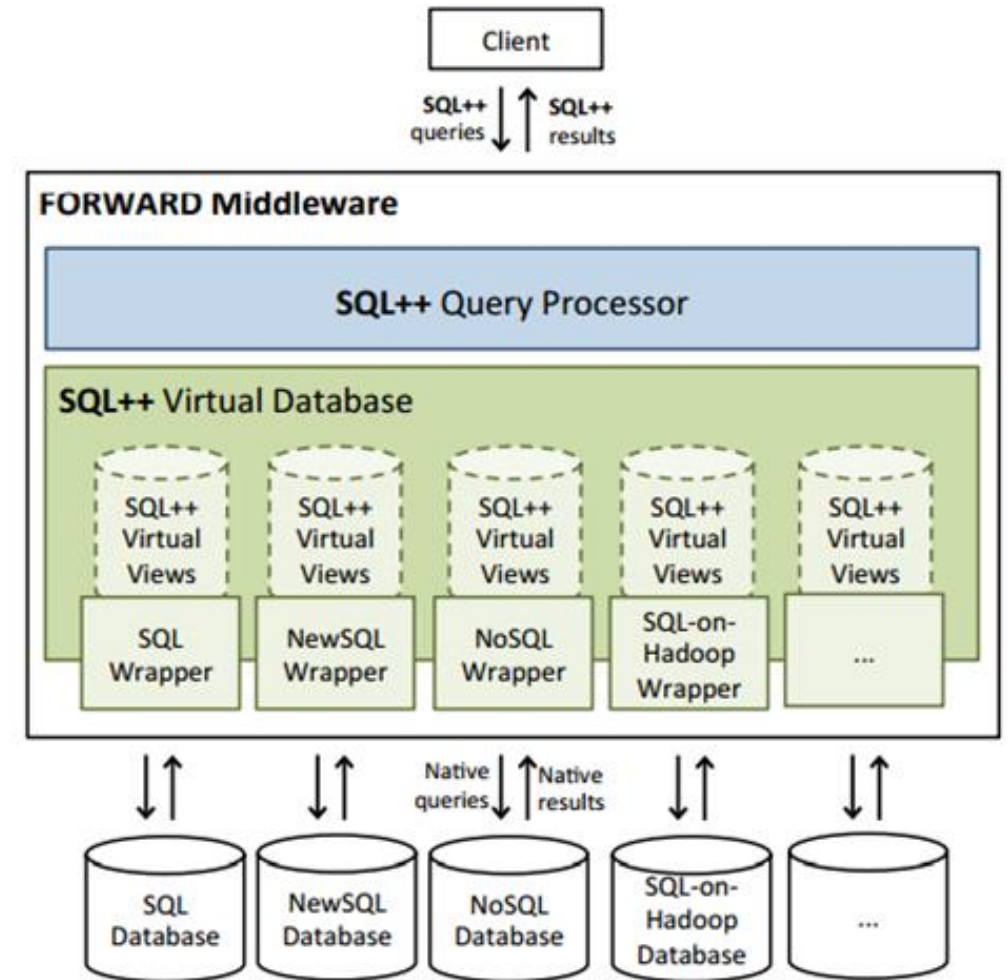 Client
SQL++
queries
SQL++
results
FORWARD Middleware
SQL++ Query Processor
SQL++ Virtual Database
SQL++
Virtual
Views
SQL++
Virtual
Views
SQL++
Virtual
Views
SQL++
Virtual
Views
SQL++
Virtual
Views
SQL
Wrapper
NewSQL
Wrapper
NoSQL
Wrapper
SQL-on-
Hadoop
Wrapper
...
Native
queries
Native
results
SQL
Database
NewSQL
Database
NoSQL
Database
SQL-on-
Hadoop
Database
...